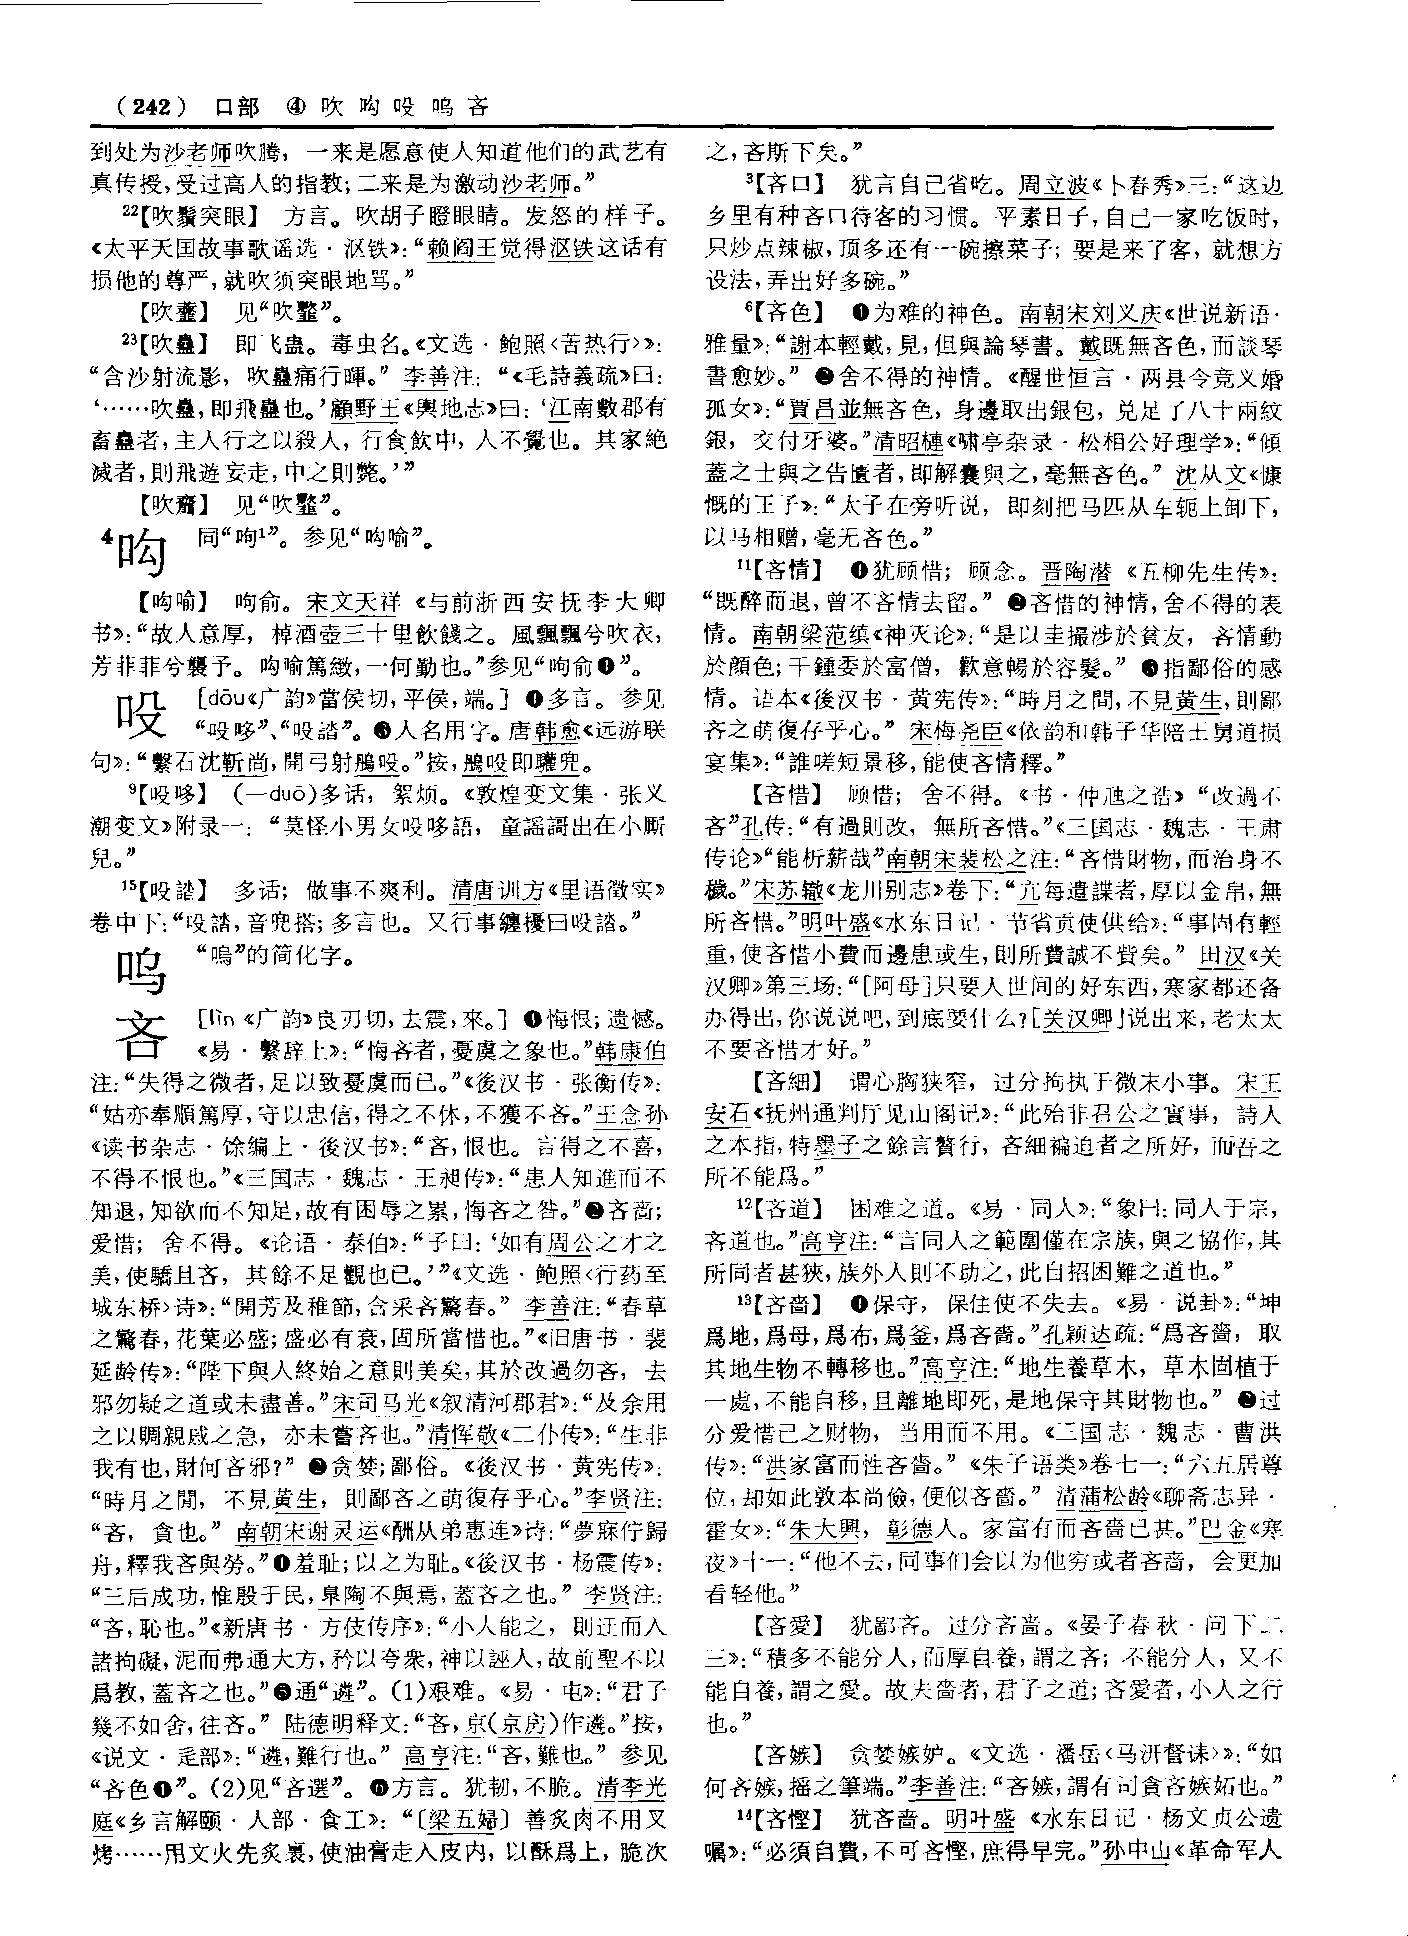 (242) 口部 ④ 吹呴吺呜吝
到处为沙老师吹腾，一来是愿意使人知道他们的武艺有
真传授，受过高人的指教；二来是为激动沙老师。”
22【吹鬚突眼】 方言。吹胡子瞪眼睛。发怒的样子。
《太平天国故事歌谣选·沤铁》：“赖阎王觉得沤铁这话有
损他的尊严，就吹须突眼地骂。”
【吹虀】 见“吹𩐎”。
23【吹蠱】 即飞蛊。毒虫名。《文选·鲍照〈苦热行〉》：
“含沙射流影，吹蠱痛行暉。”李善注：“《毛詩義疏》曰：
‘……吹蠱，即飛蠱也。’顧野王《輿地志》曰：‘江南數郡有
畜蠱者，主人行之以殺人，行食飲中，人不覺也。其家絶
滅者，則飛遊妄走，中之則斃。’”
【吹齏】 见“吹𩐎”。
4呴 同“呴¹”。参见“呴喻”。
【呴喻】 呴俞。宋文天祥《与前浙西安抚李大卿
书》：“故人意厚，棹酒壺三十里飲餞之。風飄飄兮吹衣，
芳菲菲兮襲予。呴喻篤緻，一何勤也。”参见“呴俞❶”。
吺 [dōu《广韵》當侯切，平侯，端。] ❶多言。参见
“吺哆”、“吺譇”。❷人名用字。唐韩愈《远游联
句》：“繫石沈靳尚，開弓射鴅吺。”按，鴅吺即驩兜。
9【吺哆】 (—duō)多话，絮烦。《敦煌变文集·张义
潮变文》附录一：“莫怪小男女吺哆語，童謡謌出在小厮
兒。”
15【吺𧬊】 多话；做事不爽利。清唐训方《里语徵实》
卷中下：“吺𧬊，音兜搭；多言也。又行事纏擾曰吺𧬊。”
呜 “嗚”的简化字。
吝 [lìn《广韵》良刃切，去震，來。] ❶悔恨；遗憾。
《易·繫辞上》：“悔吝者，憂虞之象也。”韩康伯
注：“失得之微者，足以致憂虞而已。”《後汉书·张衡传》：
“姑亦奉順篤厚，守以忠信，得之不休，不獲不吝。”王念孙
《读书杂志·馀编上·後汉书》：“吝，恨也。言得之不喜，
不得不恨也。”《三国志·魏志·王昶传》：“患人知進而不
知退，知欲而不知足，故有困辱之累，悔吝之咎。”❷吝啬；
爱惜；舍不得。《论语·泰伯》：“子曰：‘如有周公之才之
美，使驕且吝，其餘不足觀也已。’”《文选·鲍照〈行药至
城东桥〉诗》：“開芳及稚節，含采吝驚春。”李善注：“春草
之驚春，花葉必盛；盛必有衰，固所當惜也。”《旧唐书·裴
延龄传》：“陛下與人終始之意則美矣，其於改過勿吝，去
邪勿疑之道或未盡善。”宋司马光《叙清河郡君》：“及余用
之以賙親戚之急，亦未嘗吝也。”清恽敬《二仆传》：“生非
我有也，財何吝邪？”❸贪婪；鄙俗。《後汉书·黄宪传》：
“時月之間，不見黄生，則鄙吝之萌復存乎心。”李贤注：
“吝，貪也。”南朝宋谢灵运《酬从弟惠连》诗：“夢寐佇歸
舟，釋我吝與勞。”❹羞耻；以之为耻。《後汉书·杨震传》：
“三后成功，惟殷于民，皋陶不與焉，蓋吝之也。”李贤注：
“吝，恥也。”《新唐书·方伎传序》：“小人能之，則迂而入
諸拘礙，泥而弗通大方，矜以夸衆，神以誣人，故前聖不以
爲教，蓋吝之也。”❺通“遴”。(1)艰难。《易·屯》：“君子
幾不如舍，往吝。”陆德明释文：“吝，京(京房)作遴。”按，
《说文·辵部》：“遴，難行也。”高亨注：“吝，難也。”参见
“吝色❶”。(2)见“吝選”。❻方言。犹韧，不脆。清李光
庭《乡言解颐·人部·食工》：“〔梁五婦〕善炙肉不用叉
烤……用文火先炙裏，使油膏走入皮内，以酥爲上，脆次
之，吝斯下矣。”
3【吝口】 犹言自己省吃。周立波《卜春秀》三：“这边
乡里有种吝口待客的习惯。平素日子，自己一家吃饭时，
只炒点辣椒，顶多还有一碗擦菜子；要是来了客，就想方
设法，弄出好多碗。”
6【吝色】 ❶为难的神色。南朝宋刘义庆《世说新语·
雅量》：“謝本輕戴，見，但與論琴書。戴既無吝色，而談琴
書愈妙。”❷舍不得的神情。《醒世恒言·两县令竞义婚
孤女》：“賈昌並無吝色，身邊取出銀包，兑足了八十兩紋
銀，交付牙婆。”清昭槤《啸亭杂录·松相公好理学》：“傾
蓋之士與之告匱者，即解囊與之，毫無吝色。”沈从文《慷
慨的王子》：“太子在旁听说，即刻把马匹从车轭上卸下，
以马相赠，毫无吝色。”
11【吝情】 ❶犹顾惜；顾念。晋陶潜《五柳先生传》：
“既醉而退，曾不吝情去留。”❷吝惜的神情，舍不得的表
情。南朝梁范缜《神灭论》：“是以圭撮涉於貧友，吝情動
於顔色；千鍾委於富僧，歡意暢於容髮。”❸指鄙俗的感
情。语本《後汉书·黄宪传》：“時月之間，不見黄生，則鄙
吝之萌復存乎心。”宋梅尧臣《依韵和韩子华陪王舅道损
宴集》：“誰嗟短景移，能使吝情釋。”
【吝惜】 顾惜；舍不得。《书·仲虺之诰》“改過不
吝”孔传：“有過則改，無所吝惜。”《三国志·魏志·王肃
传论》“能析薪哉”南朝宋裴松之注：“吝惜財物，而治身不
穢。”宋苏辙《龙川别志》卷下：“亢每遣諜者，厚以金帛，無
所吝惜。”明叶盛《水东日记·节省贡使供给》：“事固有輕
重，使吝惜小費而邊患或生，則所費誠不貲矣。”田汉《关
汉卿》第三场：“[阿母]只要人世间的好东西，寒家都还备
办得出，你说说吧，到底要什么？[关汉卿]说出来，老太太
不要吝惜才好。”
【吝細】 谓心胸狭窄，过分拘执于微末小事。宋王
安石《抚州通判厅见山阁记》：“此殆非召公之實事，詩人
之本指，特墨子之餘言贅行，吝細褊迫者之所好，而吾之
所不能爲。”
12【吝道】 困难之道。《易·同人》：“象曰：同人于宗，
吝道也。”高亨注：“言同人之範圍僅在宗族，與之協作，其
所同者甚狹，族外人則不助之，此自招困難之道也。”
13【吝嗇】 ❶保守，保住使不失去。《易·说卦》：“坤
爲地，爲母，爲布，爲釜，爲吝嗇。”孔颖达疏：“爲吝嗇，取
其地生物不轉移也。”高亨注：“地生養草木，草木固植于
一處，不能自移，且離地即死，是地保守其財物也。”❷过
分爱惜己之财物，当用而不用。《三国志·魏志·曹洪
传》：“洪家富而性吝嗇。”《朱子语类》卷七一：“六五居尊
位，却如此敦本尚儉，便似吝嗇。”清蒲松龄《聊斋志异·
霍女》：“朱大興，彰德人。家富有而吝嗇已甚。”巴金《寒
夜》十一：“他不去，同事们会以为他穷或者吝啬，会更加
看轻他。”
【吝愛】 犹鄙吝。过分吝啬。《晏子春秋·问下二
三》：“積多不能分人，而厚自養，謂之吝；不能分人，又不
能自養，謂之愛。故夫嗇者，君子之道；吝愛者，小人之行
也。”
【吝嫉】 贪婪嫉妒。《文选·潘岳〈马汧督诔〉》：“如
何吝嫉，摇之筆端。”李善注：“吝嫉，謂有司貪吝嫉妬也。”
14【吝慳】 犹吝啬。明叶盛《水东日记·杨文贞公遗
嘱》：“必須自費，不可吝慳，庶得早完。”孙中山《革命军人